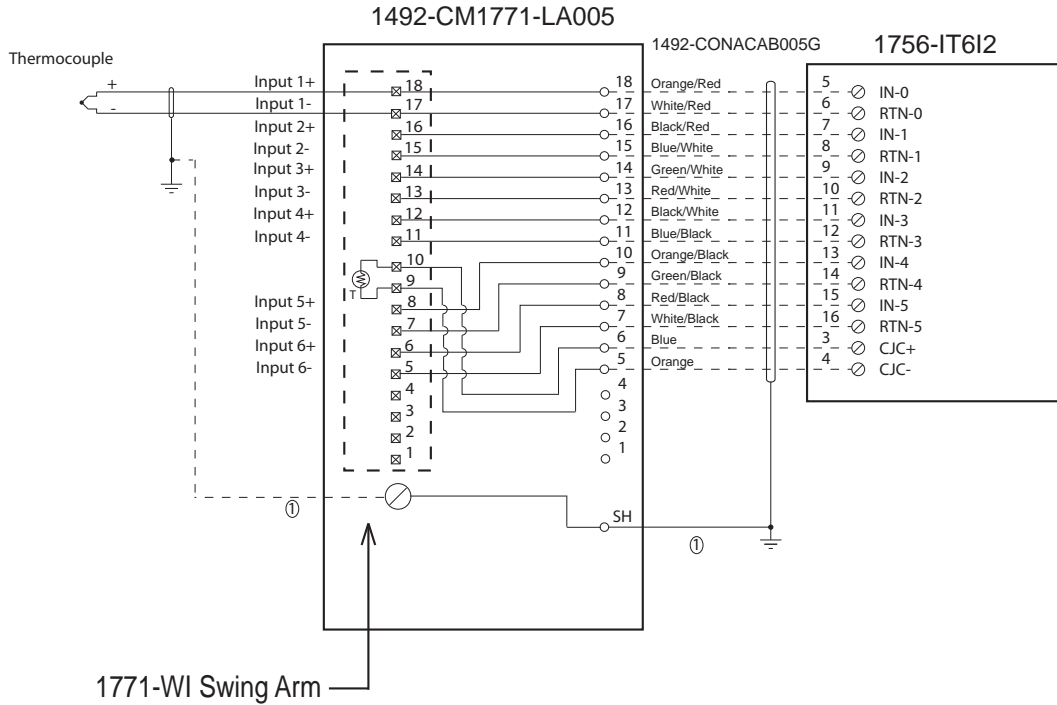 1492-CM1771-LA005
1492-CONACAB005G
1756-IT6I2
Thermocouple
+
-
Input 1+ 18 18 Orange/Red 5 IN-0
Input 1- 17 17 White/Red 6 RTN-0
Input 2+ 16 16 Black/Red 7 IN-1
Input 2- 15 15 Blue/White 8 RTN-1
Input 3+ 14 14 Green/White 9 IN-2
Input 3- 13 13 Red/White 10 RTN-2
Input 4+ 12 12 Black/White 11 IN-3
Input 4- 11 11 Blue/Black 12 RTN-3
10 10 Orange/Black 13 IN-4
T 9 9 Green/Black 14 RTN-4
Input 5+ 8 8 Red/Black 15 IN-5
Input 5- 7 7 White/Black 16 RTN-5
Input 6+ 6 6 Blue 3 CJC+
Input 6- 5 5 Orange 4 CJC-
4 4
3 3
2 2
1 1
①
SH
①
1771-WI Swing Arm